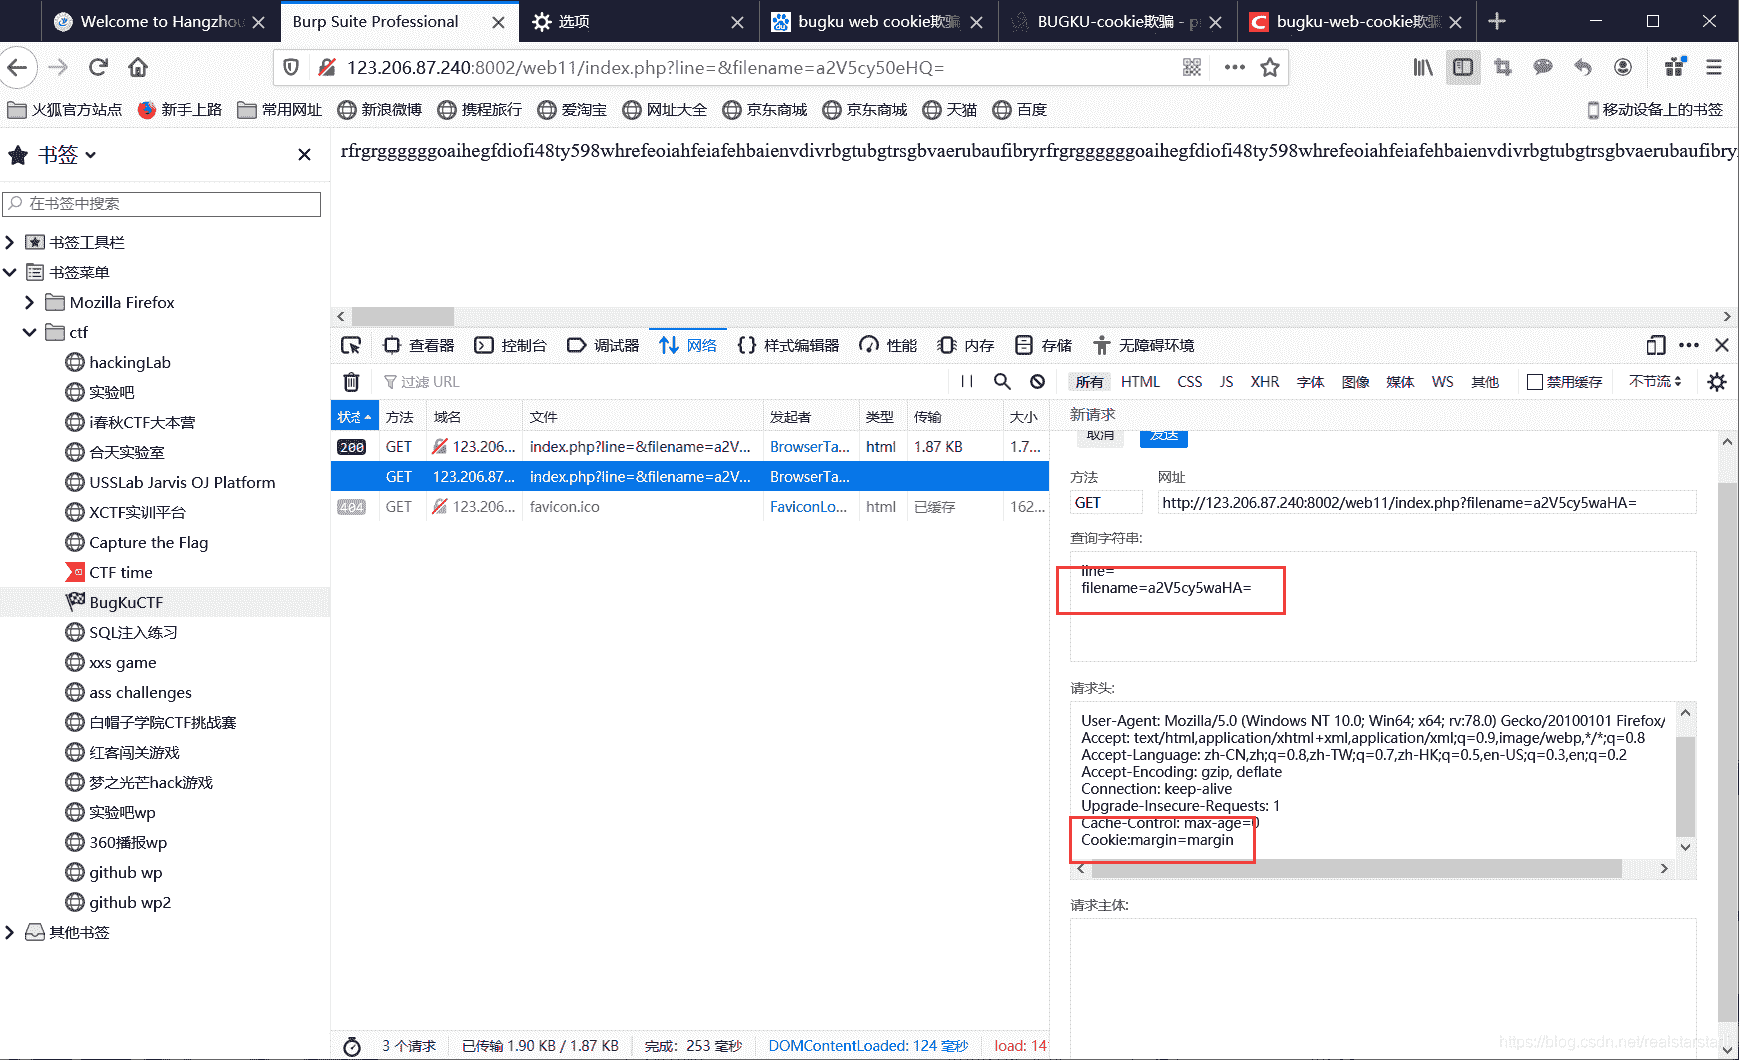 Welcome to Hangzhou
Burp Suite Professional
选项
bugku web cookie欺骗
BUGKU-cookie欺骗 - p
bugku-web-cookie欺骗
123.206.87.240:8002/web11/index.php?line=&filename=a2V5cy50eHQ=
火狐官方站点
新手上路
常用网址
新浪微博
携程旅行
爱淘宝
网址大全
京东商城
京东商城
天猫
百度
移动设备上的书签
书签
rfrgrggggggoaihegfdiofi48ty598whrefeoiahfeiafehbaienvdivrbgtubgtrsgbvaerubaufibryrfrgrggggggoaihegfdiofi48ty598whrefeoiahfeiafehbaienvdivrbgtubgtrsgbvaerubaufibry
在书签中搜索
书签工具栏
书签菜单
Mozilla Firefox
ctf
hackingLab
实验吧
i春秋CTF大本营
合天实验室
USSLab Jarvis OJ Platform
XCTF实训平台
Capture the Flag
CTF time
BugKuCTF
SQL注入练习
xxs game
ass challenges
白帽子学院CTF挑战赛
红客闯关游戏
梦之光芒hack游戏
实验吧wp
360播报wp
github wp
github wp2
其他书签
查看器
控制台
调试器
网络
样式编辑器
性能
内存
存储
无障碍环境
过滤 URL
所有 HTML CSS JS XHR 字体 图像 媒体 WS 其他
禁用缓存
不节流
状态 方法 域名 文件 发起者 类型 传输 大小
200 GET 123.206... index.php?line=&filename=a2V... BrowserTa... html 1.87 KB 1.7...
GET 123.206.87... index.php?line=&filename=a2V... BrowserTa...
404 GET 123.206... favicon.ico FaviconLo... html 已缓存 162...
新请求
取消 发送
方法 网址
GET http://123.206.87.240:8002/web11/index.php?filename=a2V5cy5waHA=
查询字符串:
line=
filename=a2V5cy5waHA=
请求头:
User-Agent: Mozilla/5.0 (Windows NT 10.0; Win64; x64; rv:78.0) Gecko/20100101 Firefox/
Accept: text/html,application/xhtml+xml,application/xml;q=0.9,image/webp,*/*;q=0.8
Accept-Language: zh-CN,zh;q=0.8,zh-TW;q=0.7,zh-HK;q=0.5,en-US;q=0.3,en;q=0.2
Accept-Encoding: gzip, deflate
Connection: keep-alive
Upgrade-Insecure-Requests: 1
Cache-Control: max-age=0
Cookie:margin=margin
请求主体:
3 个请求
已传输 1.90 KB / 1.87 KB
完成：253 毫秒
DOMContentLoaded: 124 毫秒
load: 14